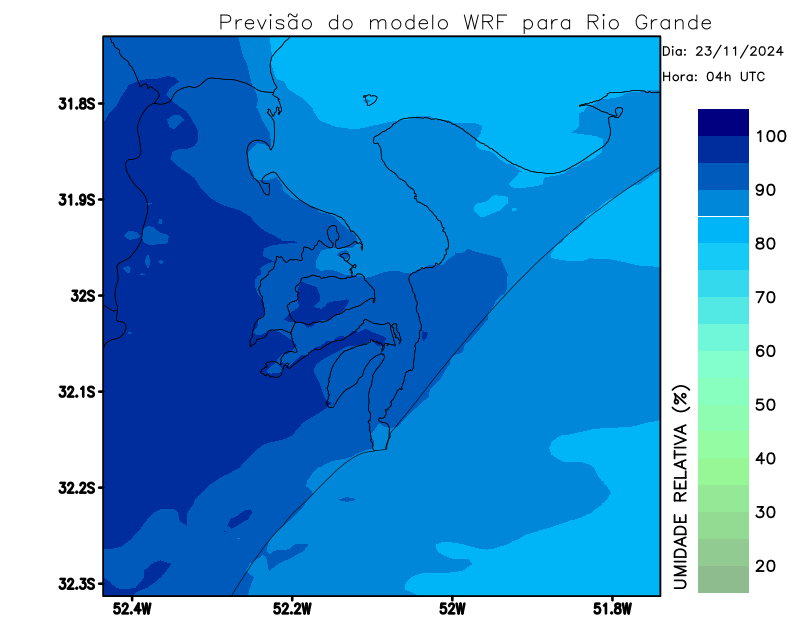 Previsão do modelo WRF para Rio Grande
Dia: 23/11/2024
Hora: 04h UTC
31.8S
31.9S
32S
32.1S
32.2S
32.3S
52.4W
52.2W
52W
51.8W
100
90
80
70
60
50
40
30
20
UMIDADE RELATIVA (%)